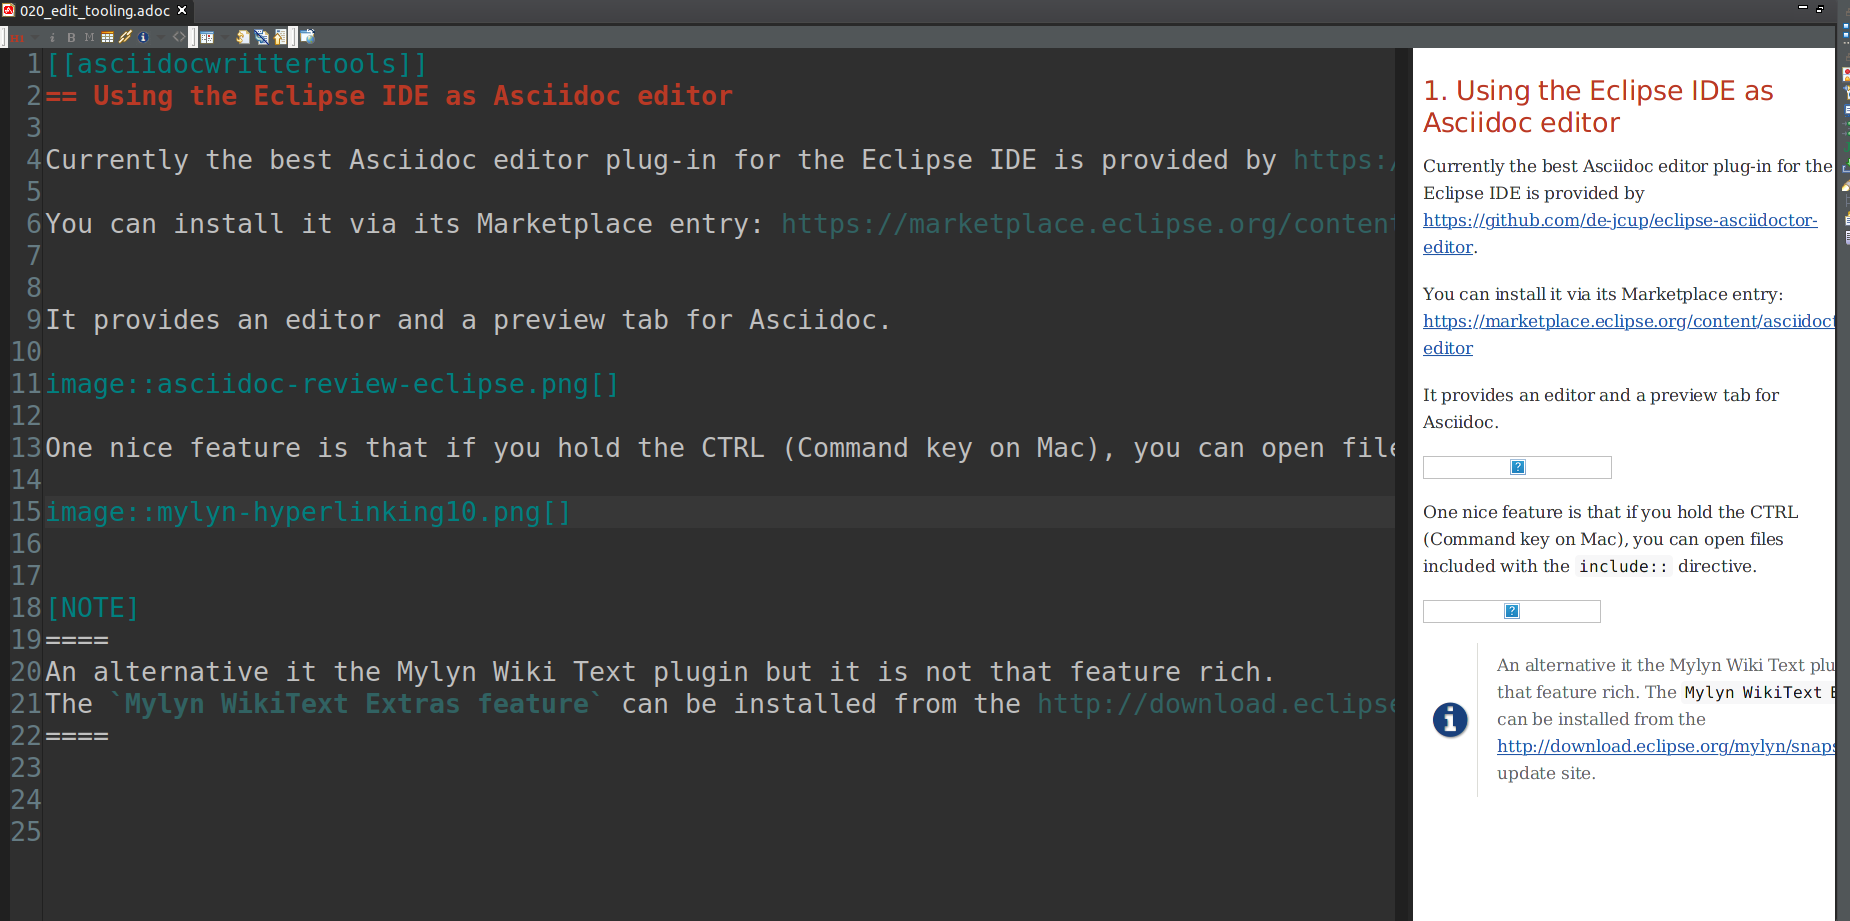 020_edit_tooling.adoc
1 [[asciidocwrittertools]]
2 == Using the Eclipse IDE as Asciidoc editor
3
4 Currently the best Asciidoc editor plug-in for the Eclipse IDE is provided by https:/
5
6 You can install it via its Marketplace entry: https://marketplace.eclipse.org/content
7
8
9 It provides an editor and a preview tab for Asciidoc.
10
11 image::asciidoc-review-eclipse.png[]
12
13 One nice feature is that if you hold the CTRL (Command key on Mac), you can open file
14
15 image::mylyn-hyperlinking10.png[]
16
17
18 [NOTE]
19 ====
20 An alternative it the Mylyn Wiki Text plugin but it is not that feature rich.
21 The `Mylyn WikiText Extras feature` can be installed from the http://download.eclipse
22 ====
23
24
25
1. Using the Eclipse IDE as
Asciidoc editor
Currently the best Asciidoc editor plug-in for the
Eclipse IDE is provided by
https://github.com/de-jcup/eclipse-asciidoctor-
editor.
You can install it via its Marketplace entry:
https://marketplace.eclipse.org/content/asciidoct
editor
It provides an editor and a preview tab for
Asciidoc.
One nice feature is that if you hold the CTRL
(Command key on Mac), you can open files
included with the include:: directive.
An alternative it the Mylyn Wiki Text plu
that feature rich. The Mylyn WikiText E
can be installed from the
http://download.eclipse.org/mylyn/snaps
update site.